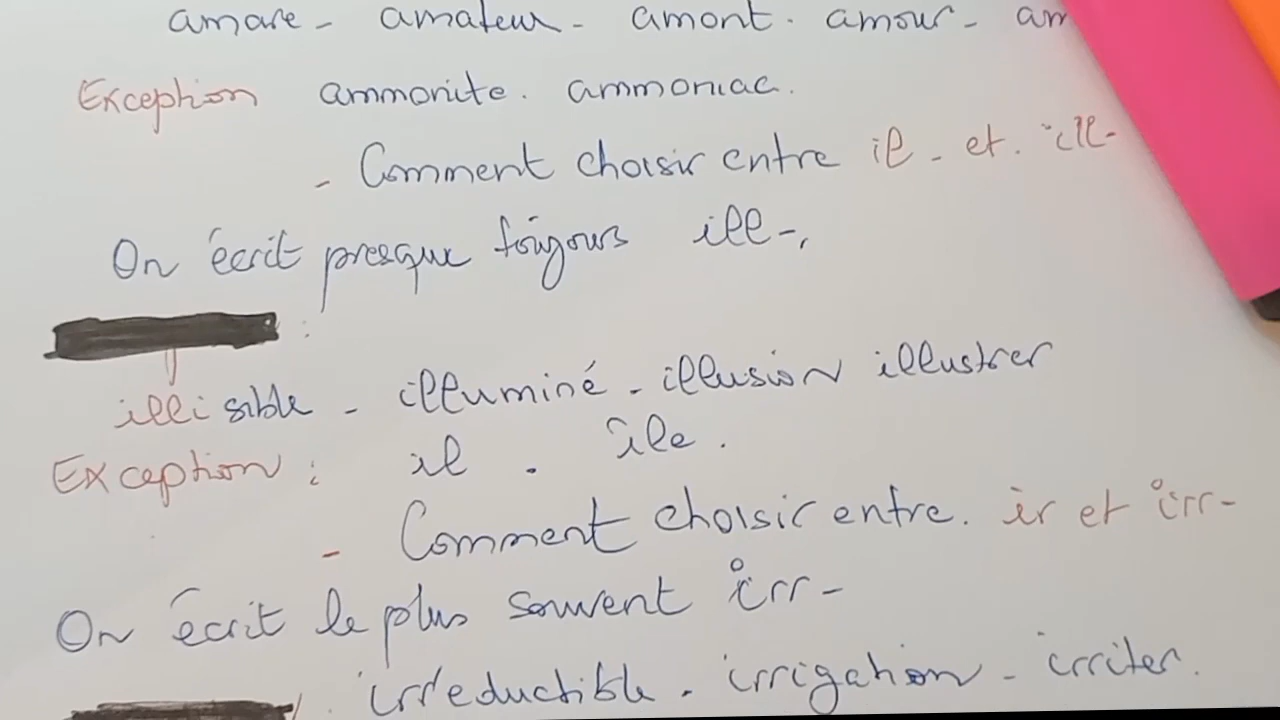 amare - amateur - amont. amour - am
Exception ammonite. ammoniac.
- Comment choisir entre il - et. ill-
On écrit presque toujours ill-,
:
illisible - illuminé - illusion illustrer
Exception : il . île.
- Comment choisir entre. ir et irr-
On écrit le plus souvent irr-
irréductible. irrigation - irriter.